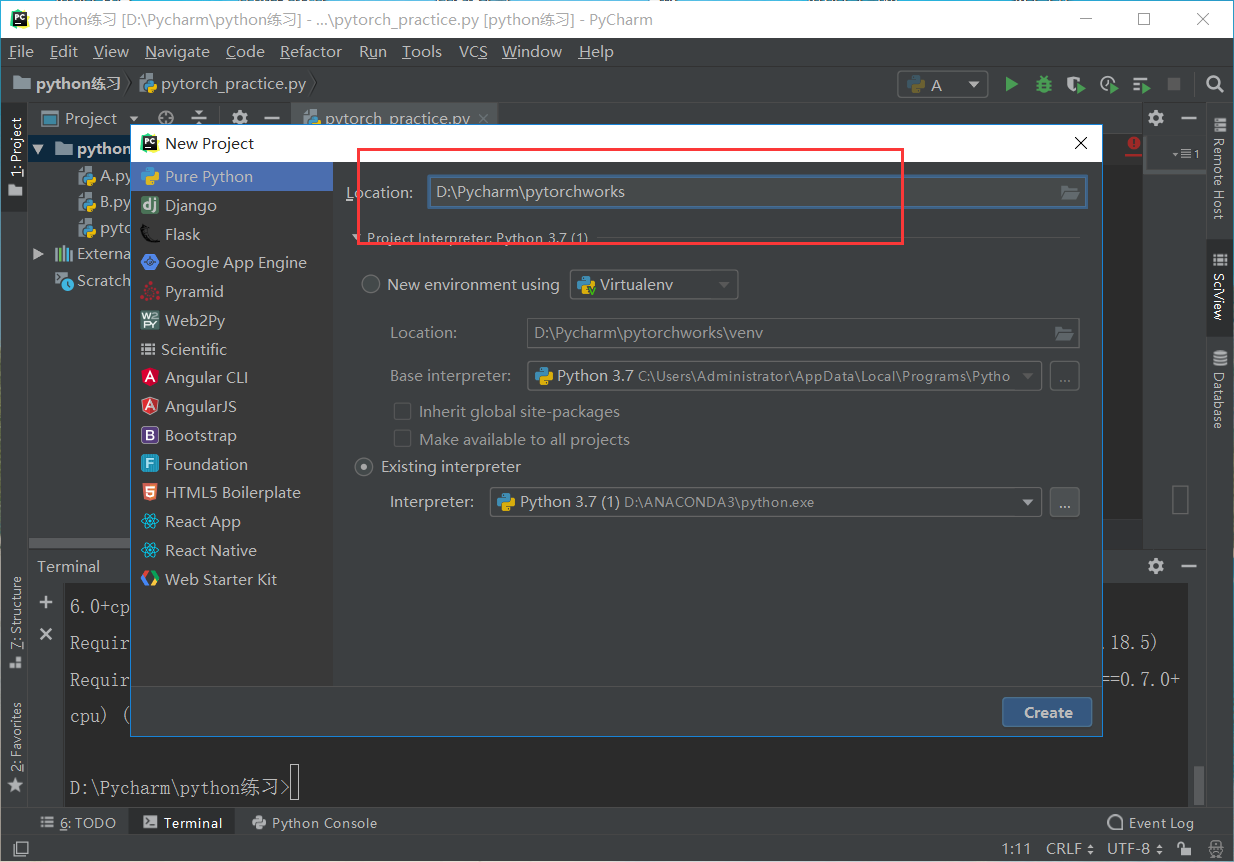 python练习 [D:\Pycharm\python练习] - ...\pytorch_practice.py [python练习] - PyCharm
File Edit View Navigate Code Refactor Run Tools VCS Window Help
python练习 pytorch_practice.py A
1: Project
Project
pytorch_practice.py
1
python
A.py
B.py
pytc
Externa
Scratch
New Project
Pure Python
Django
Flask
Google App Engine
Pyramid
Web2Py
Scientific
Angular CLI
AngularJS
Bootstrap
Foundation
HTML5 Boilerplate
React App
React Native
Web Starter Kit
Location: D:\Pycharm\pytorchworks
Project Interpreter: Python 3.7 (1)
New environment using Virtualenv
Location: D:\Pycharm\pytorchworks\venv
Base interpreter: Python 3.7 C:\Users\Administrator\AppData\Local\Programs\Pytho ...
Inherit global site-packages
Make available to all projects
Existing interpreter
Interpreter: Python 3.7 (1) D:\ANACONDA3\python.exe ...
Create
Remote Host
SciView
Database
Terminal
6.0+cp
Requir .18.5)
Requir ==0.7.0+
cpu) (
D:\Pycharm\python练习>
7: Structure
2: Favorites
6: TODO Terminal Python Console Event Log
1:11 CRLF UTF-8